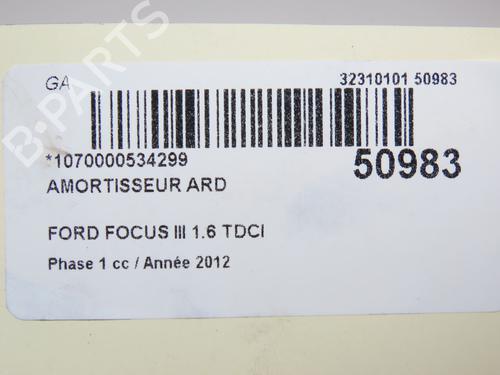 B-PARTS
GA
32310101 50983
*1070000534299
50983
AMORTISSEUR ARD
FORD FOCUS III 1.6 TDCI
Phase 1 cc / Année 2012